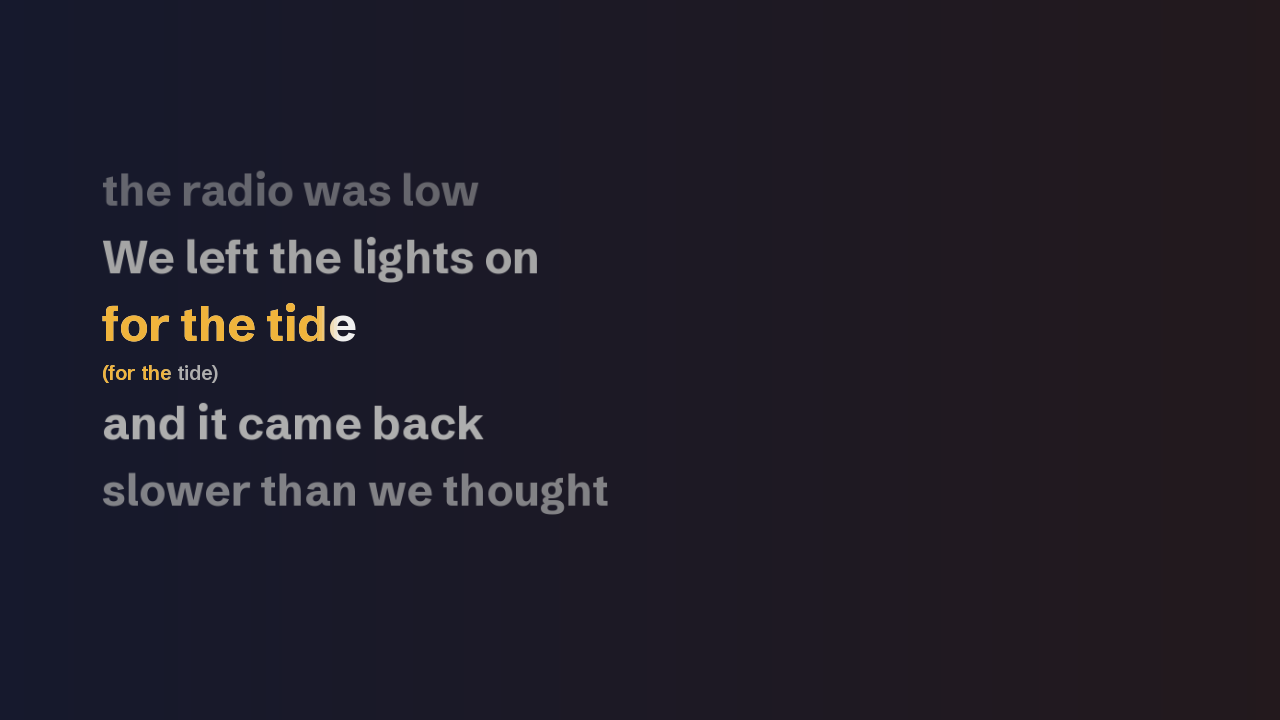 the radio was low
We left the lights on
for the tide
(for the tide)
and it came back
slower than we thought